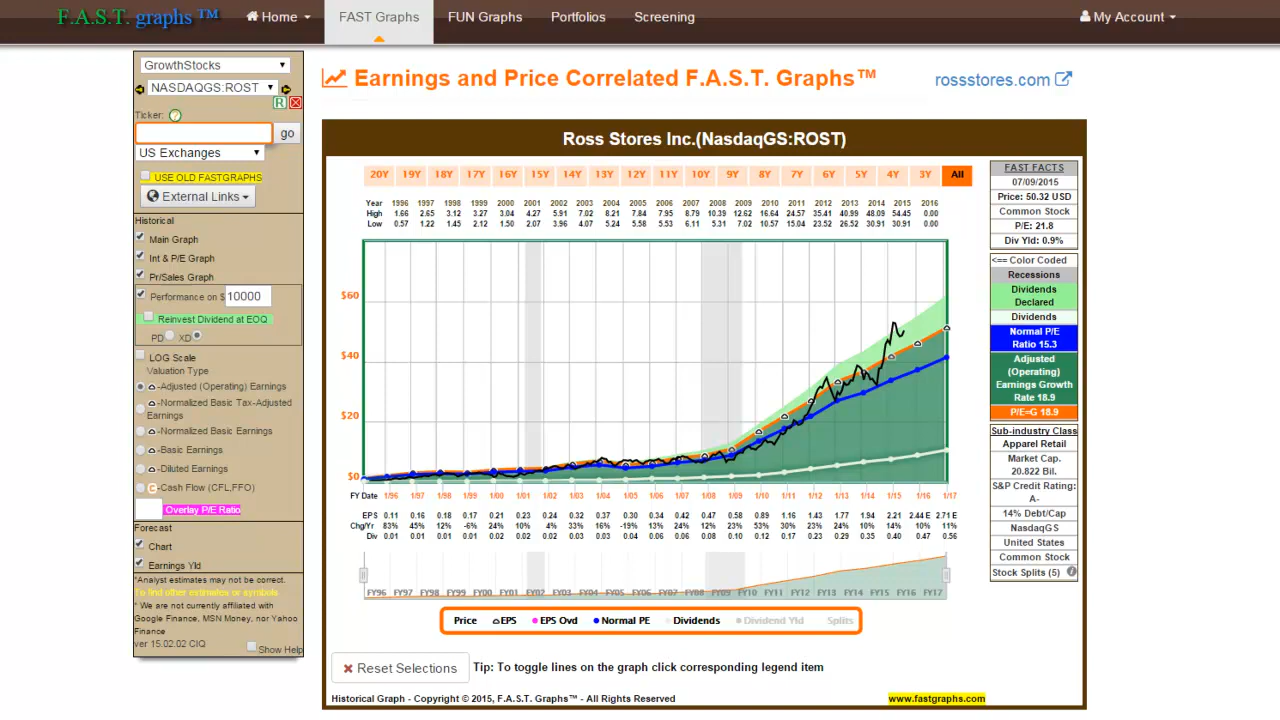 F.A.S.T. graphs ™
Home
FAST Graphs
FUN Graphs
Portfolios
Screening
My Account
GrowthStocks
NASDAQGS:ROST
R
Ticker: ?
go
US Exchanges
USE OLD FASTGRAPHS
External Links
Historical
Main Graph
Int & P/E Graph
Pr/Sales Graph
Performance on $ 10000
Reinvest Dividend at EOQ
PD XD
LOG Scale
Valuation Type
-Adjusted (Operating) Earnings
-Normalized Basic Tax-Adjusted
Earnings
-Normalized Basic Earnings
-Basic Earnings
-Diluted Earnings
C-Cash Flow (CFL,FFO)
Overlay P/E Ratio
Forecast
Chart
Earnings Yld
*Analyst estimates may not be correct.
To find other estimates or symbols
* We are not currently affiliated with
Google Finance, MSN Money, nor Yahoo
Finance
ver 15.02.02 CIQ
Show Help
Earnings and Price Correlated F.A.S.T. Graphs™
rossstores.com
Ross Stores Inc.(NasdaqGS:ROST)
20Y 19Y 18Y 17Y 16Y 15Y 14Y 13Y 12Y 11Y 10Y 9Y 8Y 7Y 6Y 5Y 4Y 3Y All
Year 1996 1997 1998 1999 2000 2001 2002 2003 2004 2005 2006 2007 2008 2009 2010 2011 2012 2013 2014 2015 2016
High 1.66 2.65 3.12 3.27 3.04 4.27 5.91 7.02 8.21 7.84 7.95 8.79 10.39 12.62 16.64 24.57 35.41 40.99 48.09 54.45 0.00
Low 0.57 1.22 1.45 2.12 1.50 2.07 3.96 4.07 5.24 5.58 5.53 6.11 5.31 7.02 10.57 15.04 23.52 26.52 30.91 30.91 0.00
$60
$40
$20
$0
FY Date 1/96 1/97 1/98 1/99 1/00 1/01 1/02 1/03 1/04 1/05 1/06 1/07 1/08 1/09 1/10 1/11 1/12 1/13 1/14 1/15 1/16 1/17
EPS 0.11 0.16 0.18 0.17 0.21 0.23 0.24 0.32 0.37 0.30 0.34 0.42 0.47 0.58 0.89 1.16 1.43 1.77 1.94 2.21 2.44 E 2.71 E
Chg/Yr 83% 45% 12% -6% 24% 10% 4% 33% 16% -19% 13% 24% 12% 23% 53% 30% 23% 24% 10% 14% 10% 11%
Div 0.01 0.01 0.01 0.01 0.02 0.02 0.02 0.03 0.03 0.04 0.06 0.06 0.08 0.10 0.12 0.17 0.23 0.29 0.35 0.40 0.47 0.56
FY96 FY97 FY98 FY99 FY00 FY01 FY02 FY03 FY04 FY05 FY06 FY07 FY08 FY09 FY10 FY11 FY12 FY13 FY14 FY15 FY16 FY17
Price EPS EPS Ovd Normal PE Dividends Dividend Yld Splits
Reset Selections
Tip: To toggle lines on the graph click corresponding legend item
Historical Graph - Copyright © 2015, F.A.S.T. Graphs™ - All Rights Reserved
www.fastgraphs.com
FAST FACTS
07/09/2015
Price: 50.32 USD
Common Stock
P/E: 21.8
Div Yld: 0.9%
<== Color Coded
Recessions
Dividends
Declared
Dividends
Normal P/E
Ratio 15.3
Adjusted
(Operating)
Earnings Growth
Rate 18.9
P/E=G 18.9
Sub-industry Class
Apparel Retail
Market Cap.
20.822 Bil.
S&P Credit Rating:
A-
14% Debt/Cap
NasdaqGS
United States
Common Stock
Stock Splits (5)